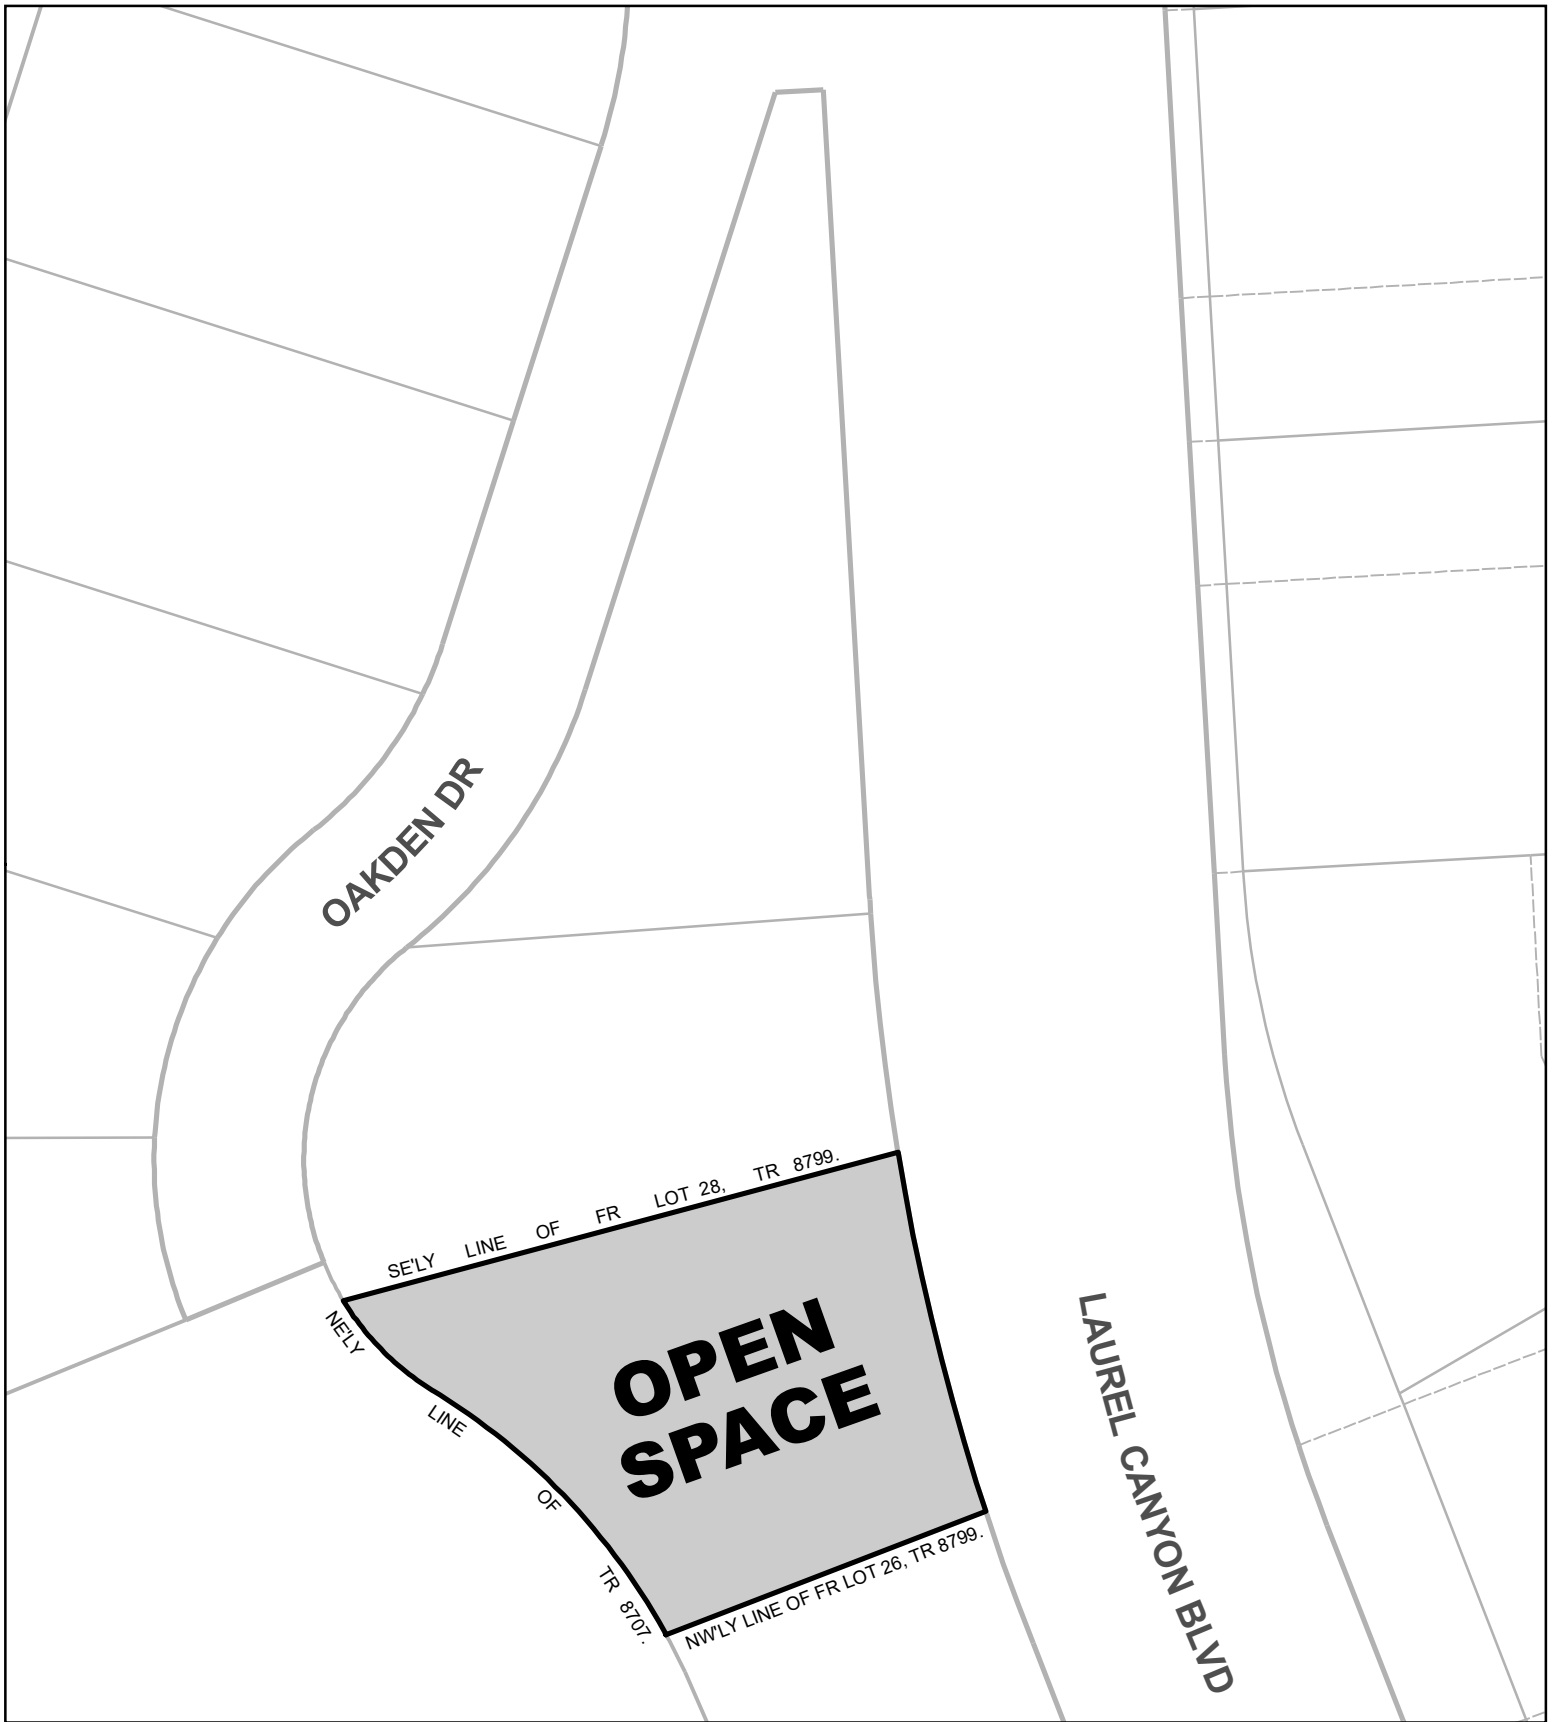 OAKDEN DR
SE'LY LINE OF FR LOT 28, TR 8799.
NE'LY LINE OF TR 8707.
OPEN
SPACE
NW'LY LINE OF FR LOT 26, TR 8799.
LAUREL CANYON BLVD